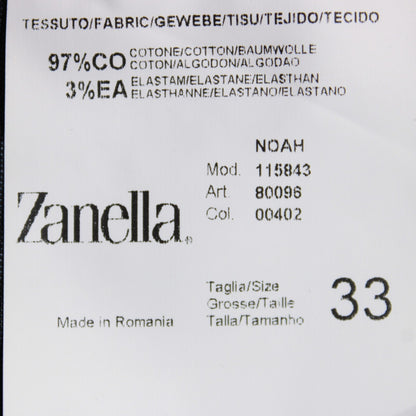 TESSUTO/FABRIC/GEWEBE/TISU/TEJIDO/TECIDO
97%CO COTONE/COTTON/BAUMWOLLE
COTON/ALGODON/ALGODAO
3%EA ELASTAM/ELASTANE/ELASTHAN
ELASTHANNE/ELASTANO/ELASTANO
NOAH
Mod. 115843
Art. 80096
Col. 00402
Zanella®
Taglia/Size
Grosse/Taille
Talla/Tamanho
33
Made in Romania